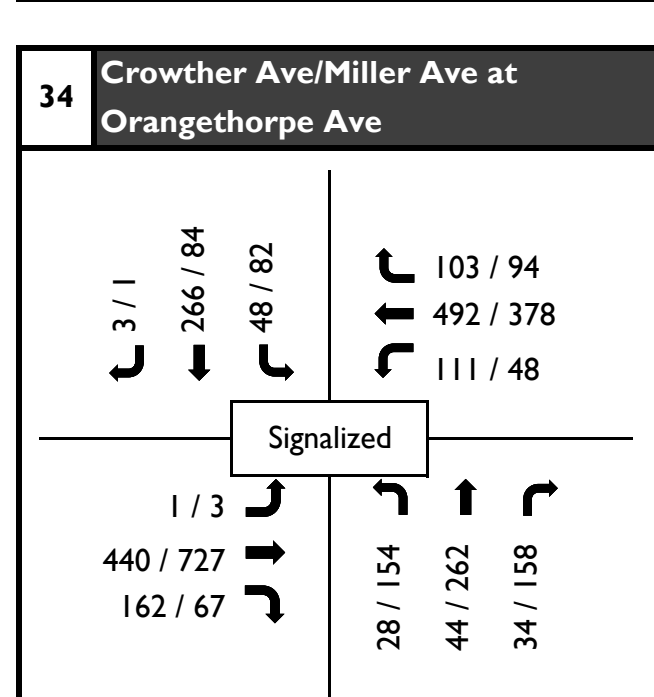 34
Crowther Ave/Miller Ave at
Orangethorpe Ave
3 / 1
266 / 84
48 / 82
103 / 94
492 / 378
111 / 48
Signalized
1 / 3
440 / 727
162 / 67
28 / 154
44 / 262
34 / 158